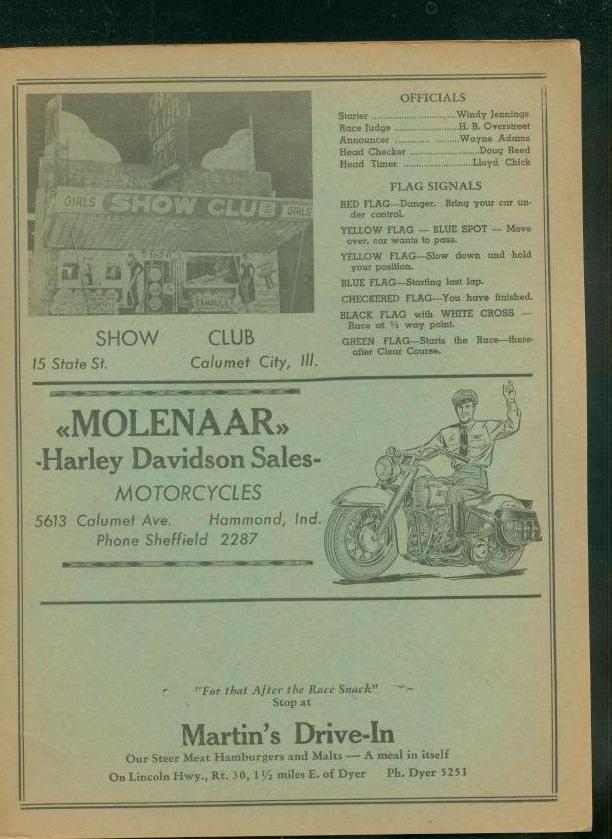 GIRLS SHOW CLUB GIRLS
SHOW CLUB
15 State St. Calumet City, Ill.
OFFICIALS
Starter ..............................Windy Jennings
Race Judge ......................H. B. Overstreet
Announcer ............. .........Wayne Adams
Head Checker ........................Doug Reed
Head Timer ........................Lloyd Chick
FLAG SIGNALS
RED FLAG—Danger. Bring your car un-
der control.
YELLOW FLAG — BLUE SPOT — Move
over, car wants to pass.
YELLOW FLAG—Slow down and hold
your position.
BLUE FLAG—Starting last lap.
CHECKERED FLAG—You have finished.
BLACK FLAG with WHITE CROSS —
Race at ½ way point.
GREEN FLAG—Starts the Race—there-
after Clear Course.
«MOLENAAR»
-Harley Davidson Sales-
MOTORCYCLES
5613 Calumet Ave. Hammond, Ind.
Phone Sheffield 2287
"For that After the Race Snack"
Stop at
Martin's Drive-In
Our Steer Meat Hamburgers and Malts — A meal in itself
On Lincoln Hwy., Rt. 30, 1½ miles E. of Dyer Ph. Dyer 5251